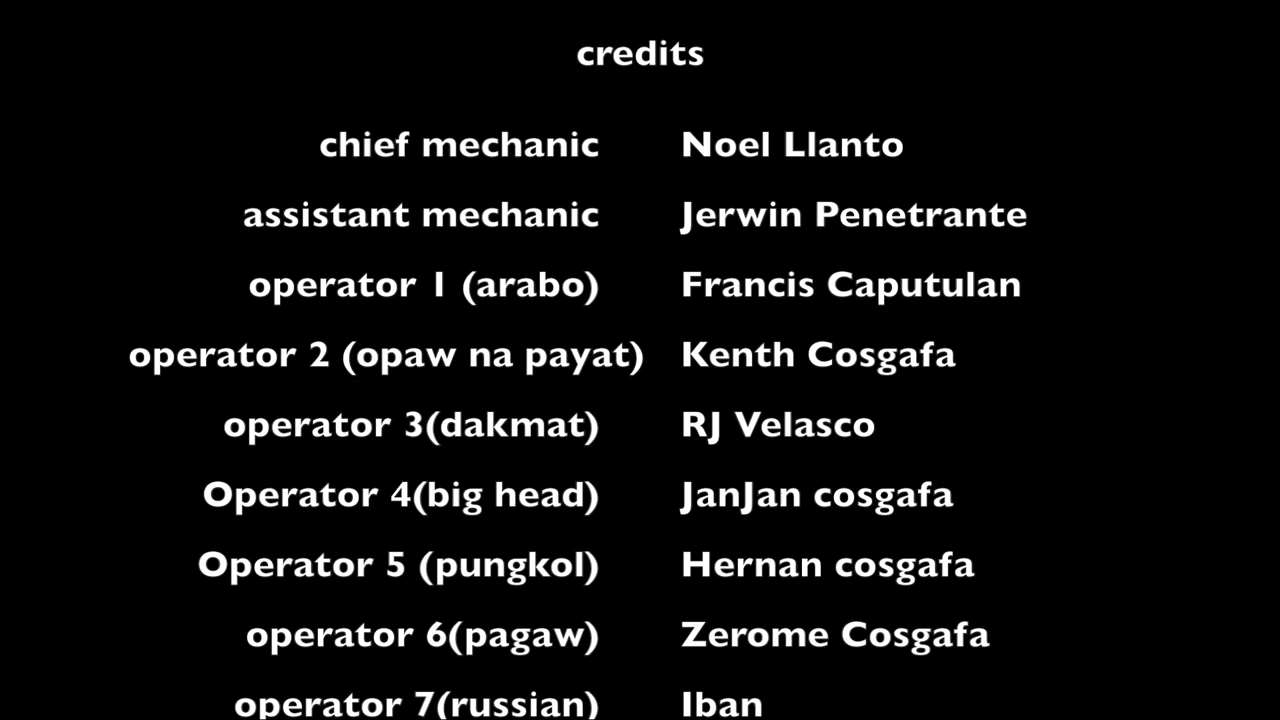 credits
chief mechanic Noel Llanto
assistant mechanic Jerwin Penetrante
operator 1 (arabo) Francis Caputulan
operator 2 (opaw na payat) Kenth Cosgafa
operator 3(dakmat) RJ Velasco
Operator 4(big head) JanJan cosgafa
Operator 5 (pungkol) Hernan cosgafa
operator 6(pagaw) Zerome Cosgafa
operator 7(russian) Iban